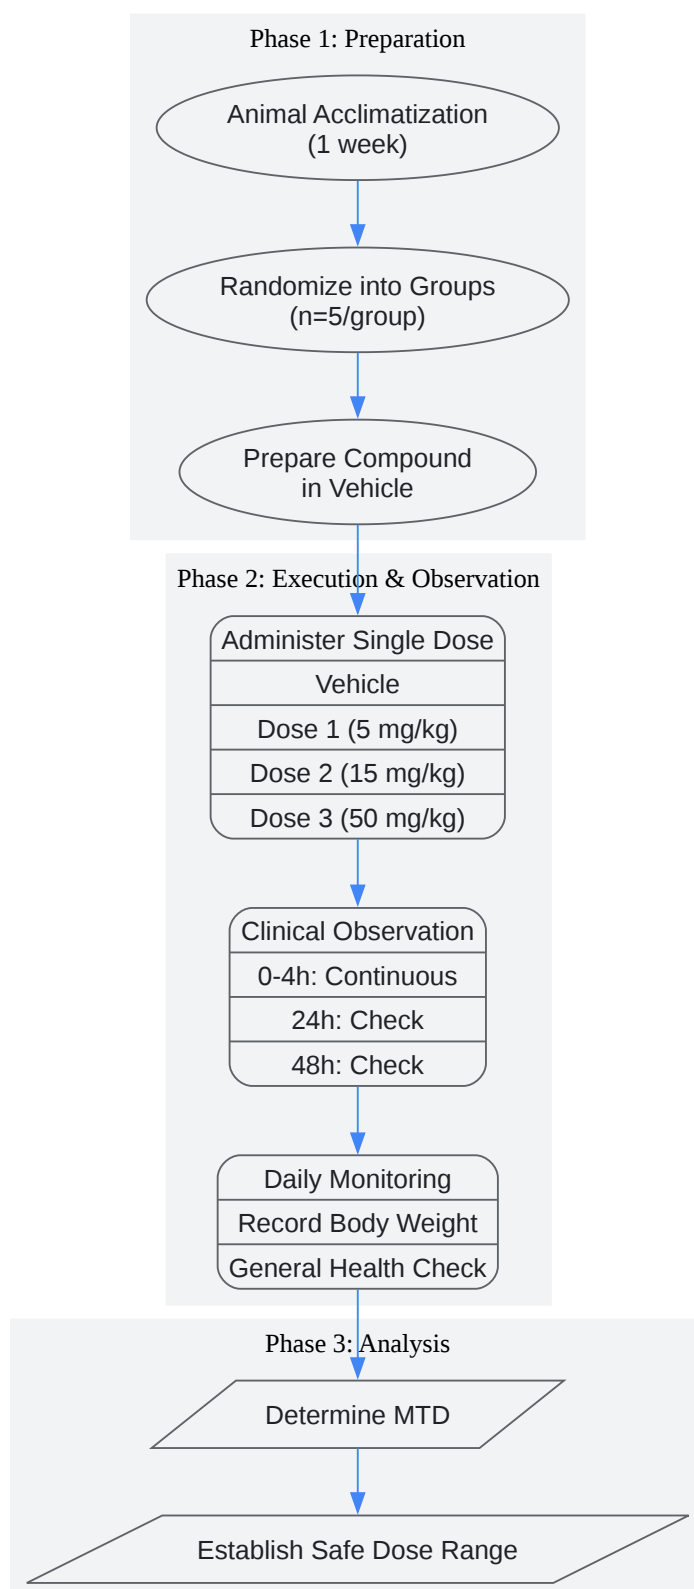 Phase 1: Preparation
Animal Acclimatization
(1 week)
Randomize into Groups
(n=5/group)
Prepare Compound
in Vehicle
Phase 2: Execution & Observation
Administer Single Dose
Vehicle
Dose 1 (5 mg/kg)
Dose 2 (15 mg/kg)
Dose 3 (50 mg/kg)
Clinical Observation
0-4h: Continuous
24h: Check
48h: Check
Daily Monitoring
Record Body Weight
General Health Check
Phase 3: Analysis
Determine MTD
Establish Safe Dose Range